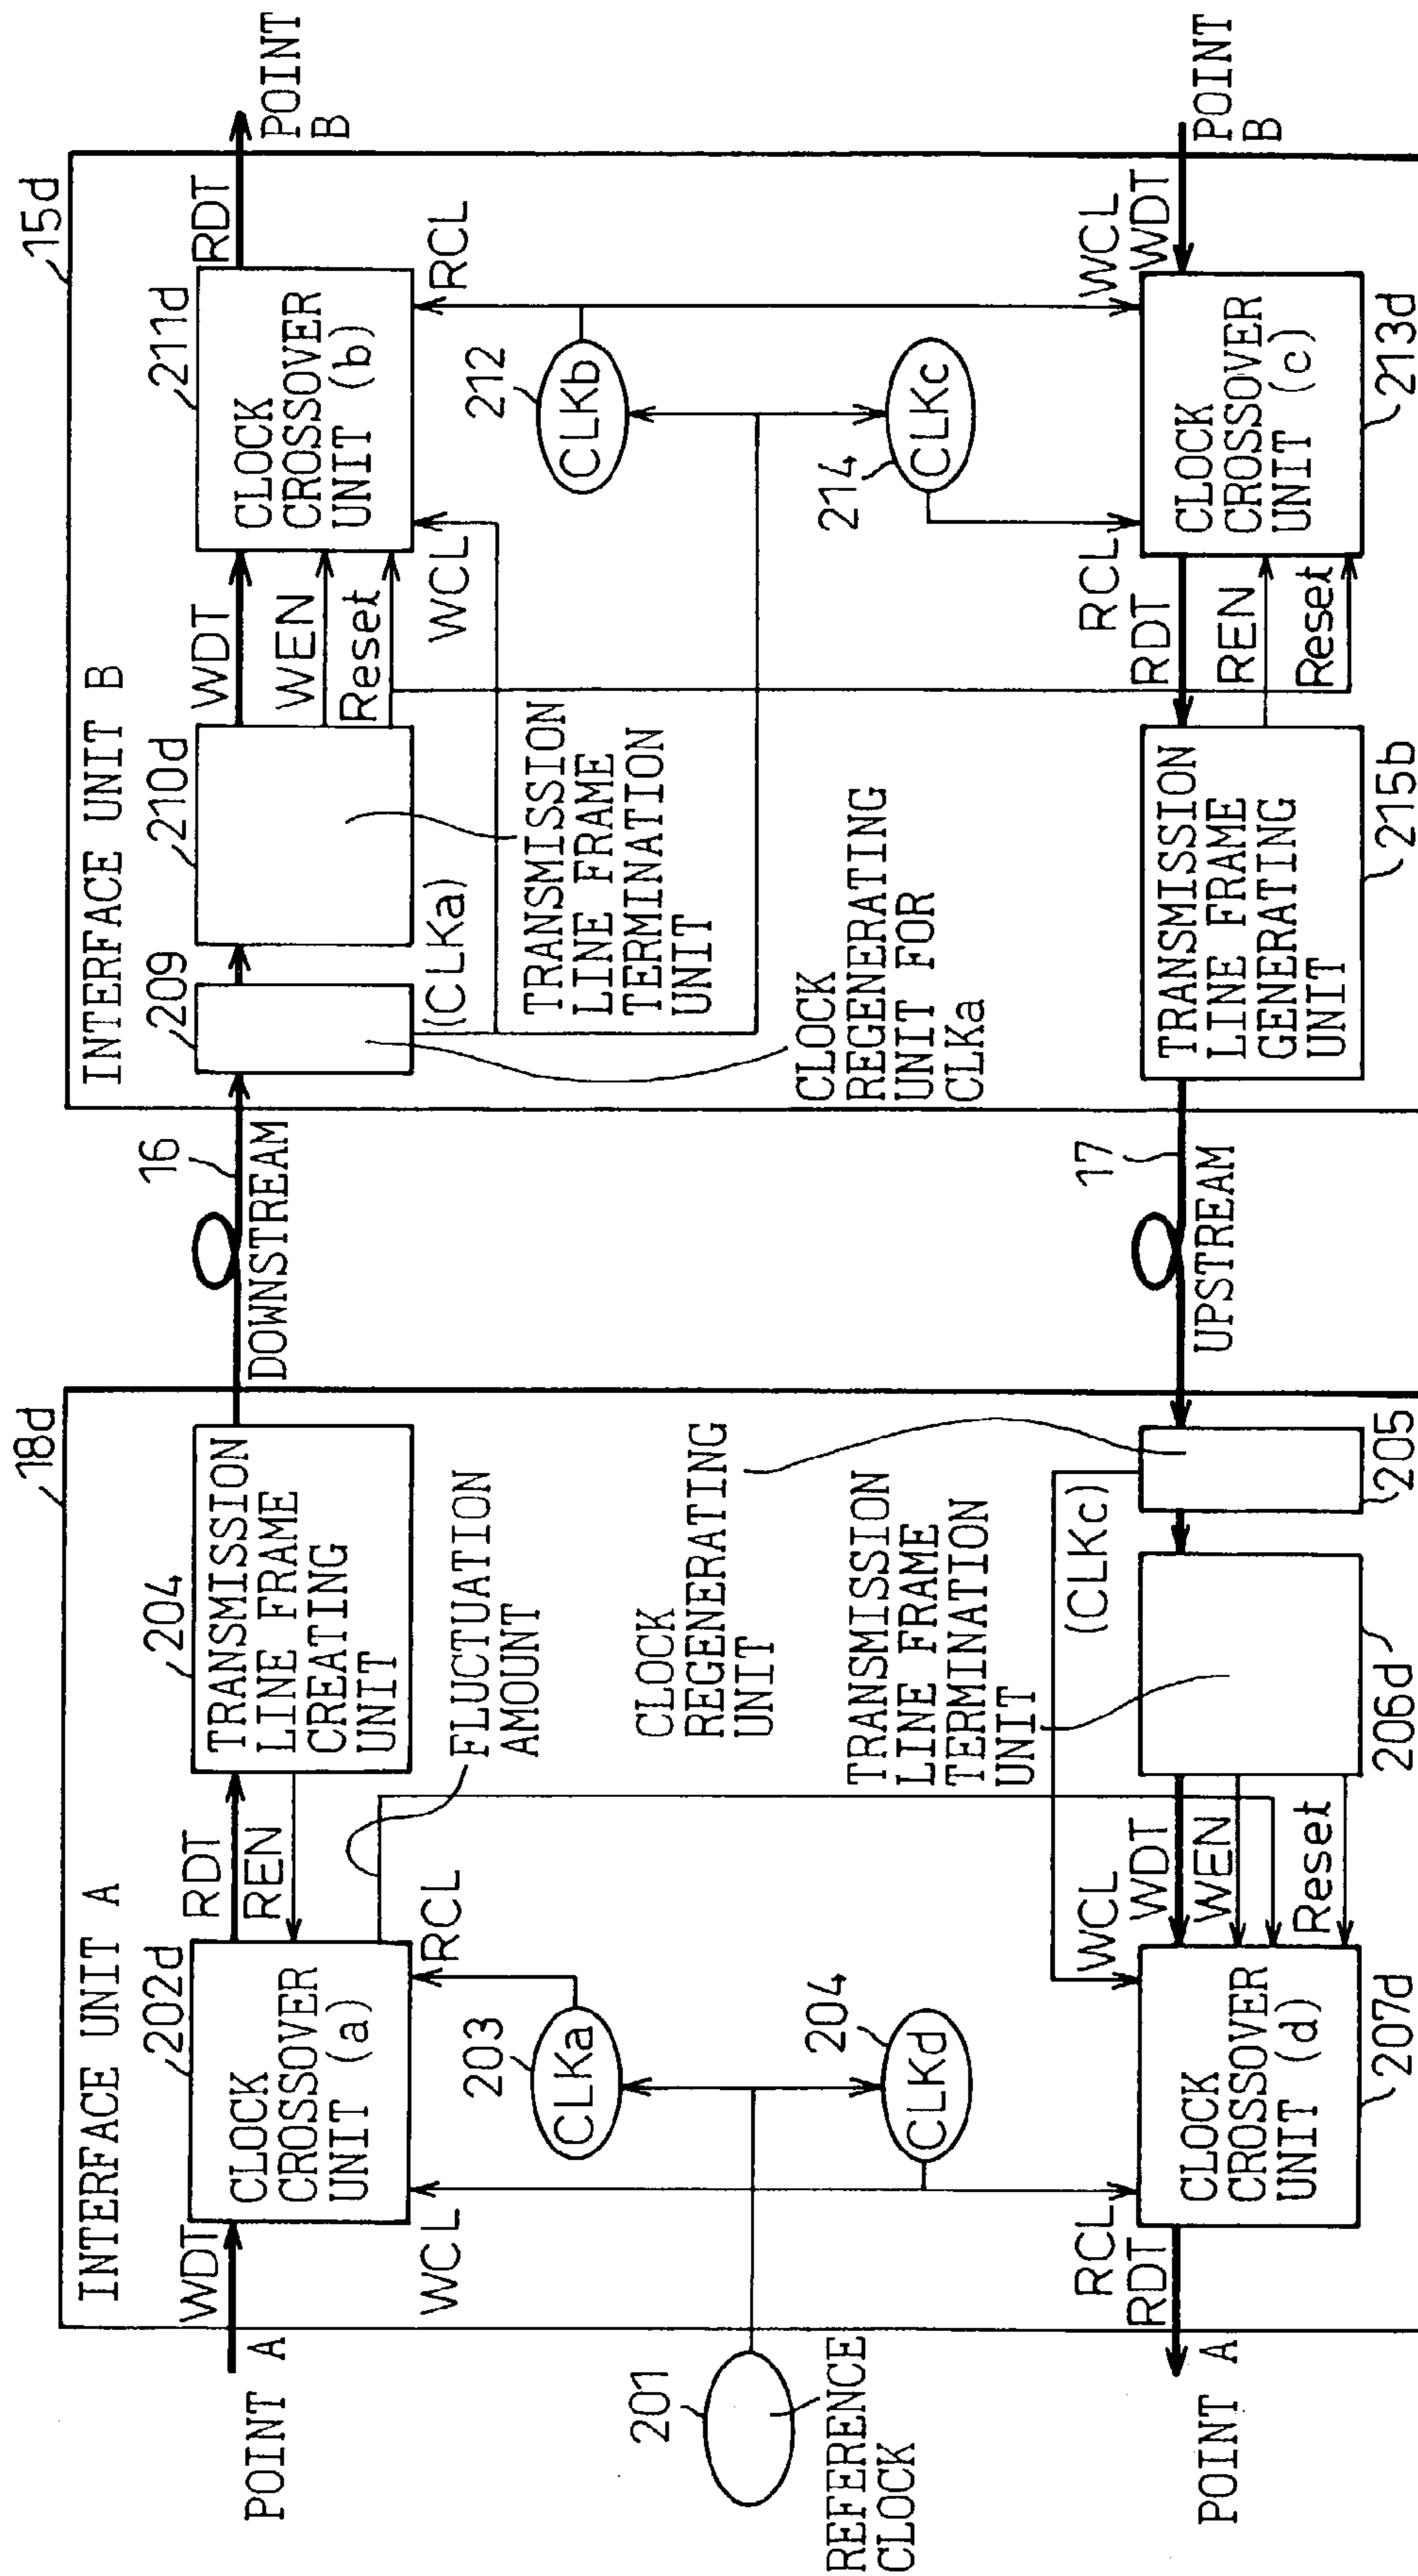 INTERFACE UNIT A
18d
POINT A
WDT
202d
CLOCK
CROSSOVER
UNIT (a)
RDT
REN
204
TRANSMISSION
LINE FRAME
CREATING
UNIT
WCL
RCL
FLUCTUATION
AMOUNT
203
CLKa
201
REFERENCE
CLOCK
204
CLKd
CLOCK
REGENERATING
UNIT
TRANSMISSION
LINE FRAME
TERMINATION
UNIT
(CLKc)
RCL
RDT
POINT A
CLOCK
CROSSOVER
UNIT (d)
207d
WCL
WDT
WEN
Reset
206d
205
DOWNSTREAM
16
UPSTREAM
17
INTERFACE UNIT B
15d
209
210d
WDT
WEN
Reset
211d
CLOCK
CROSSOVER
UNIT (b)
RDT
POINT
B
(CLKa)
WCL
RCL
TRANSMISSION
LINE FRAME
TERMINATION
UNIT
212
CLKb
CLOCK
REGENERATING
UNIT FOR
CLKa
214
CLKc
TRANSMISSION
LINE FRAME
GENERATING
UNIT
215b
RCL
RDT
REN
Reset
CLOCK
CROSSOVER
UNIT (c)
213d
WCL
WDT
POINT
B